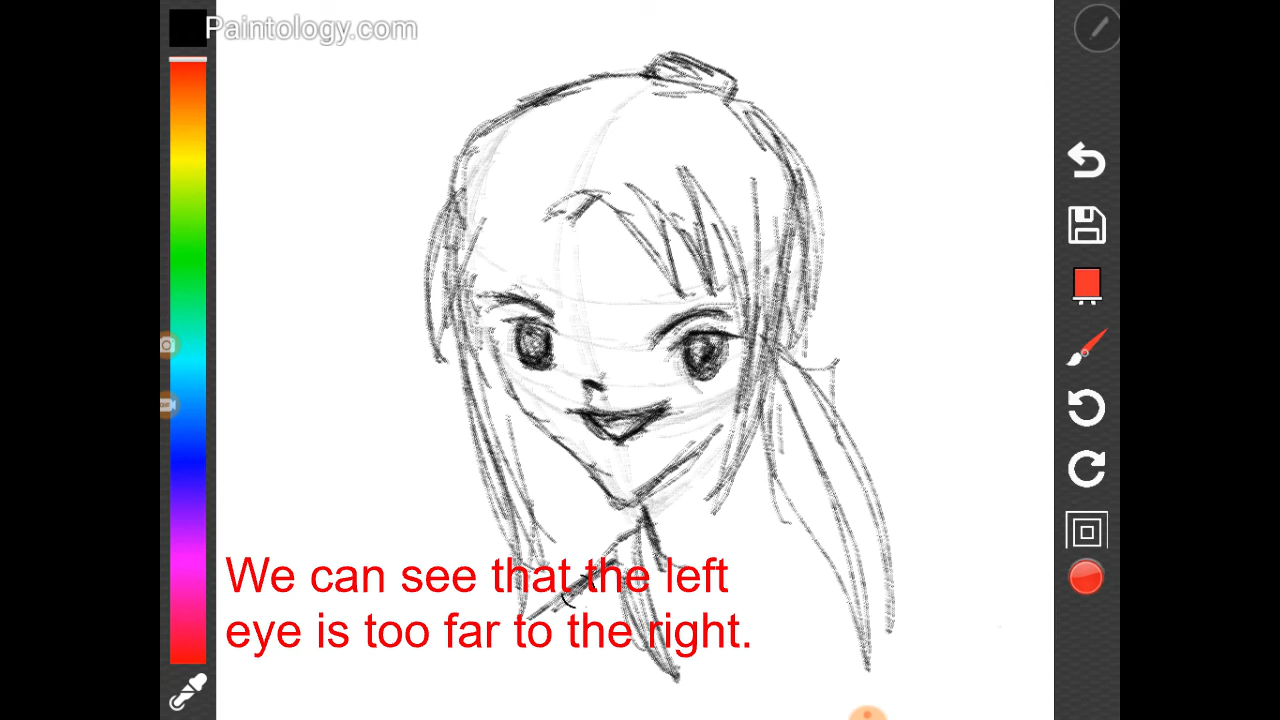 Paintology.com
We can see that the left
eye is too far to the right.